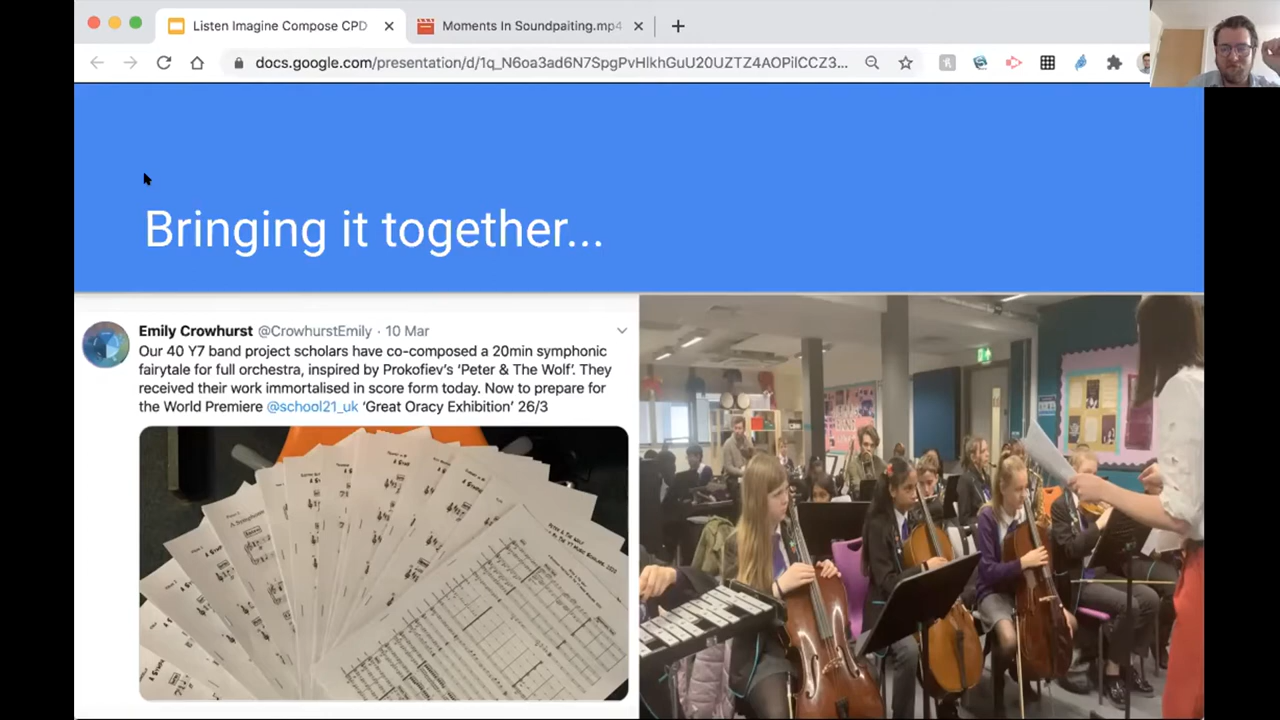 Listen Imagine Compose CPD
Moments In Soundpaiting.mp4
docs.google.com/presentation/d/1q_N6oa3ad6N7SpgPvHlkhGuU20UZTZ4AOPilCCZ3...
Bringing it together...
Emily Crowhurst @CrowhurstEmily · 10 Mar
Our 40 Y7 band project scholars have co-composed a 20min symphonic
fairytale for full orchestra, inspired by Prokofiev's 'Peter & The Wolf'. They
received their work immortalised in score form today. Now to prepare for
the World Premiere @school21_uk 'Great Oracy Exhibition' 26/3